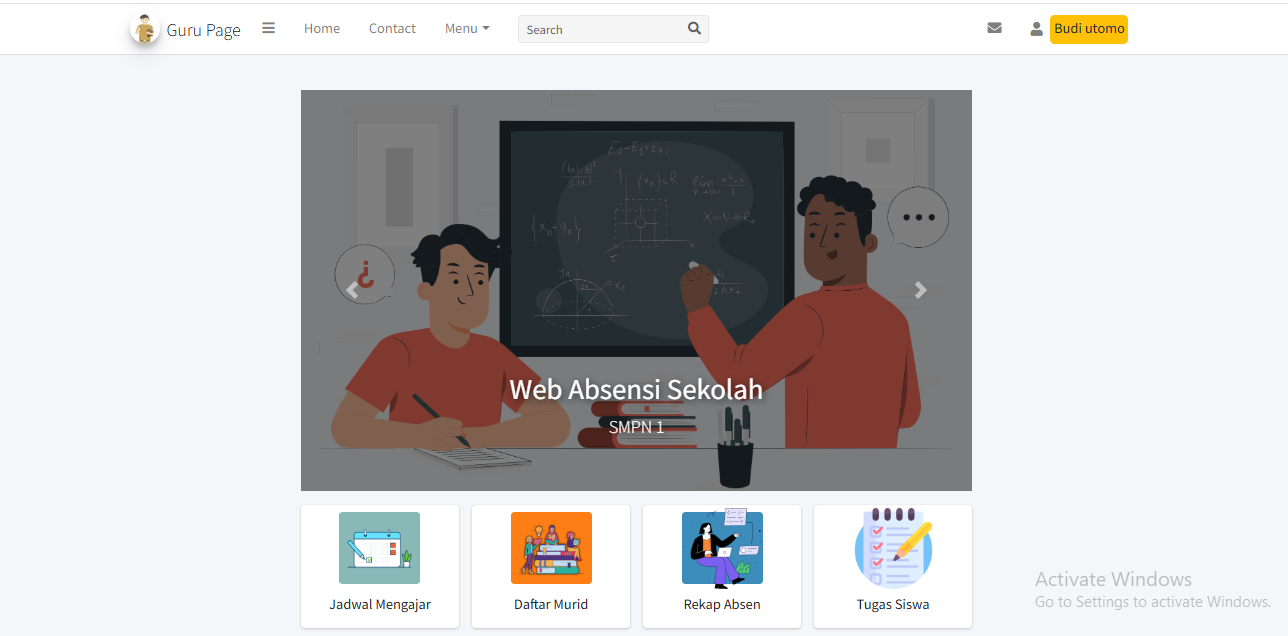 Guru Page
Home
Contact
Menu
Search
Budi utomo
Web Absensi Sekolah
SMPN 1
Jadwal Mengajar
Daftar Murid
Rekap Absen
Tugas Siswa
Activate Windows
Go to Settings to activate Windows.